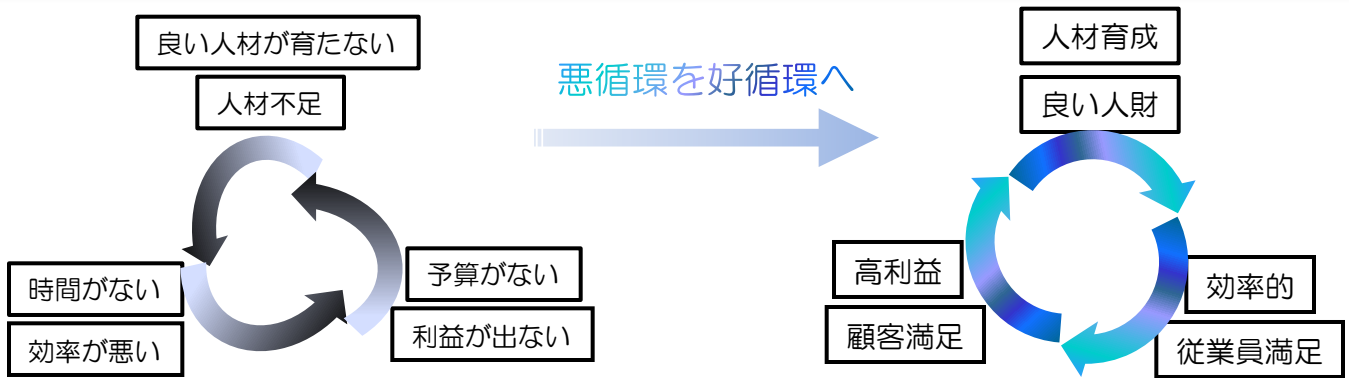 良い人材が育たない
人材不足
時間がない
効率が悪い
予算がない
利益が出ない
悪循環を好循環へ
人材育成
良い人財
高利益
顧客満足
効率的
従業員満足